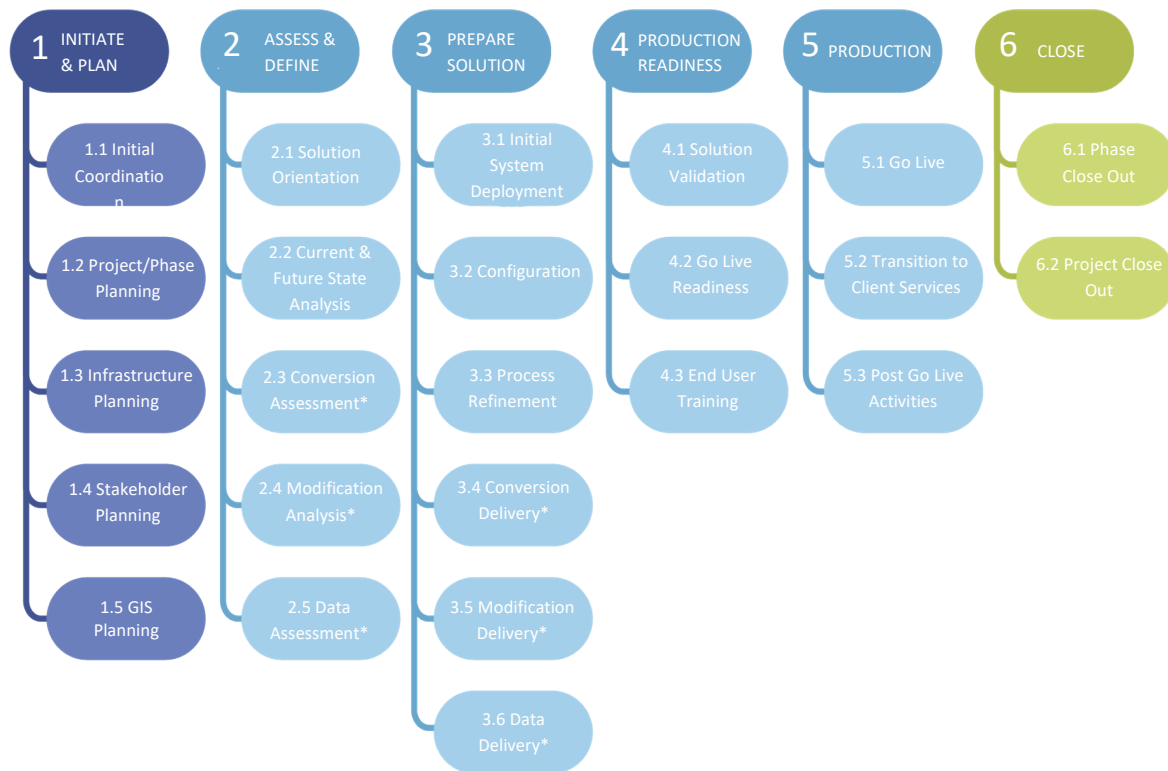 1 INITIATE
& PLAN
1.1 Initial
Coordinatio
n
1.2 Project/Phase
Planning
1.3 Infrastructure
Planning
1.4 Stakeholder
Planning
1.5 GIS
Planning
2 ASSESS &
DEFINE
2.1 Solution
Orientation
2.2 Current &
Future State
Analysis
2.3 Conversion
Assessment*
2.4 Modification
Analysis*
2.5 Data
Assessment*
3 PREPARE
SOLUTION
3.1 Initial
System
Deployment
3.2 Configuration
3.3 Process
Refinement
3.4 Conversion
Delivery*
3.5 Modification
Delivery*
3.6 Data
Delivery*
4 PRODUCTION
READINESS
4.1 Solution
Validation
4.2 Go Live
Readiness
4.3 End User
Training
5 PRODUCTION
5.1 Go Live
5.2 Transition to
Client Services
5.3 Post Go Live
Activities
6 CLOSE
6.1 Phase
Close Out
6.2 Project Close
Out